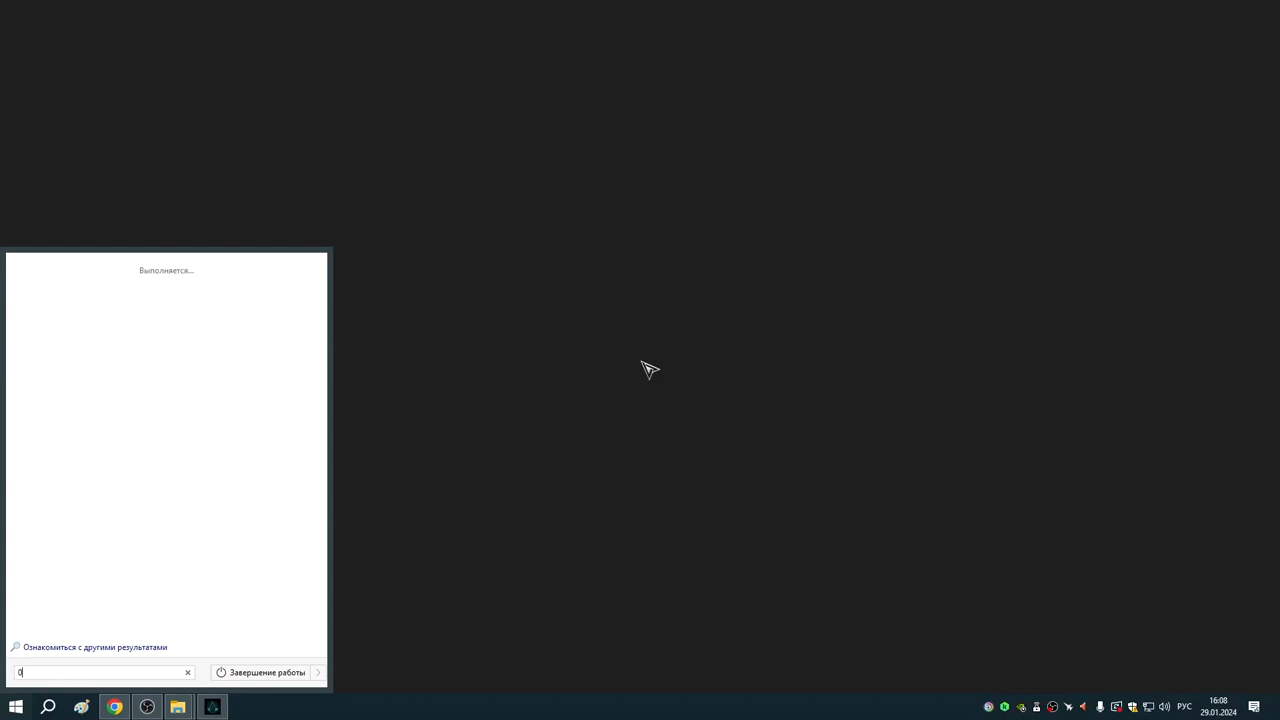 Выполняется...
Ознакомиться с другими результатами
0
Завершение работы
РУС
16:08
29.01.2024